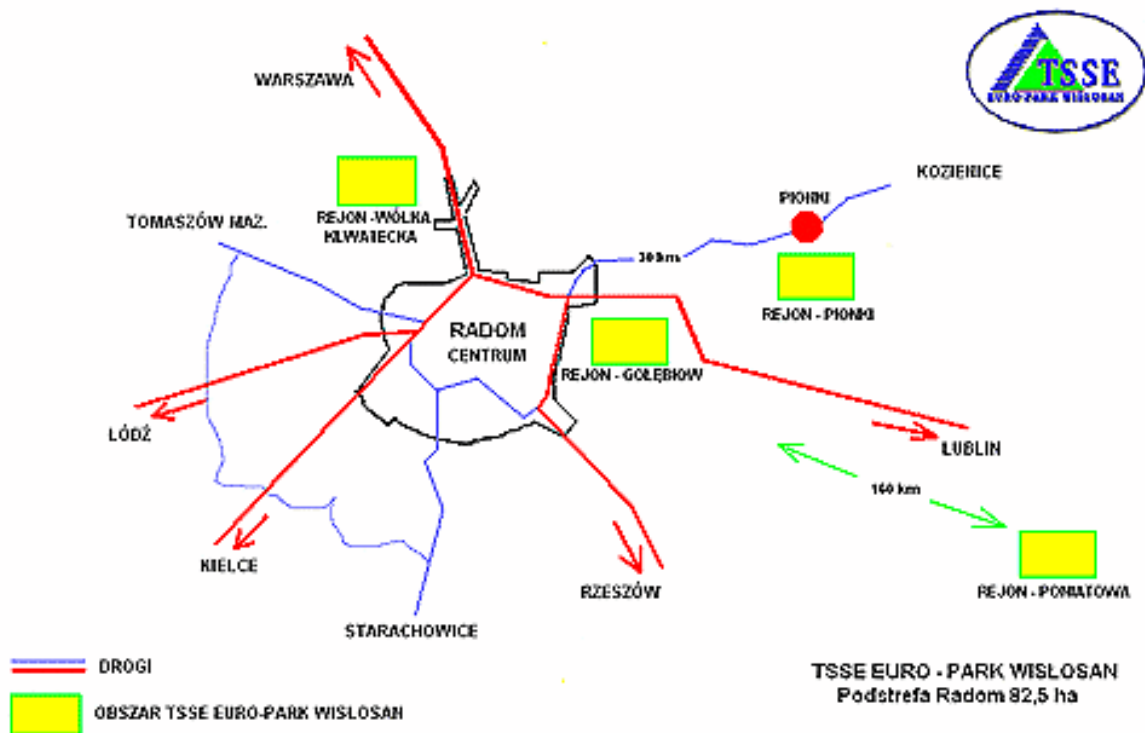 WARSZAWA
TSSE
EURO-PARK WISŁOSAN
KOZIENICE
PIONKI
REJON -WÓLKA
KLWATECKA
TOMASZÓW MAZ.
30km
REJON - PIONKI
RADOM
CENTRUM
REJON - GOŁĘBIÓW
ŁÓDŹ
LUBLIN
160 km
KIELCE
RZESZÓW
REJON - PONIATOWA
STARACHOWICE
DROGI
TSSE EURO - PARK WISŁOSAN
Podstrefa Radom 82,5 ha
OBSZAR TSSE EURO-PARK WISŁOSAN